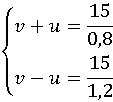 v + u = 15/0,8
v − u = 15/1,2